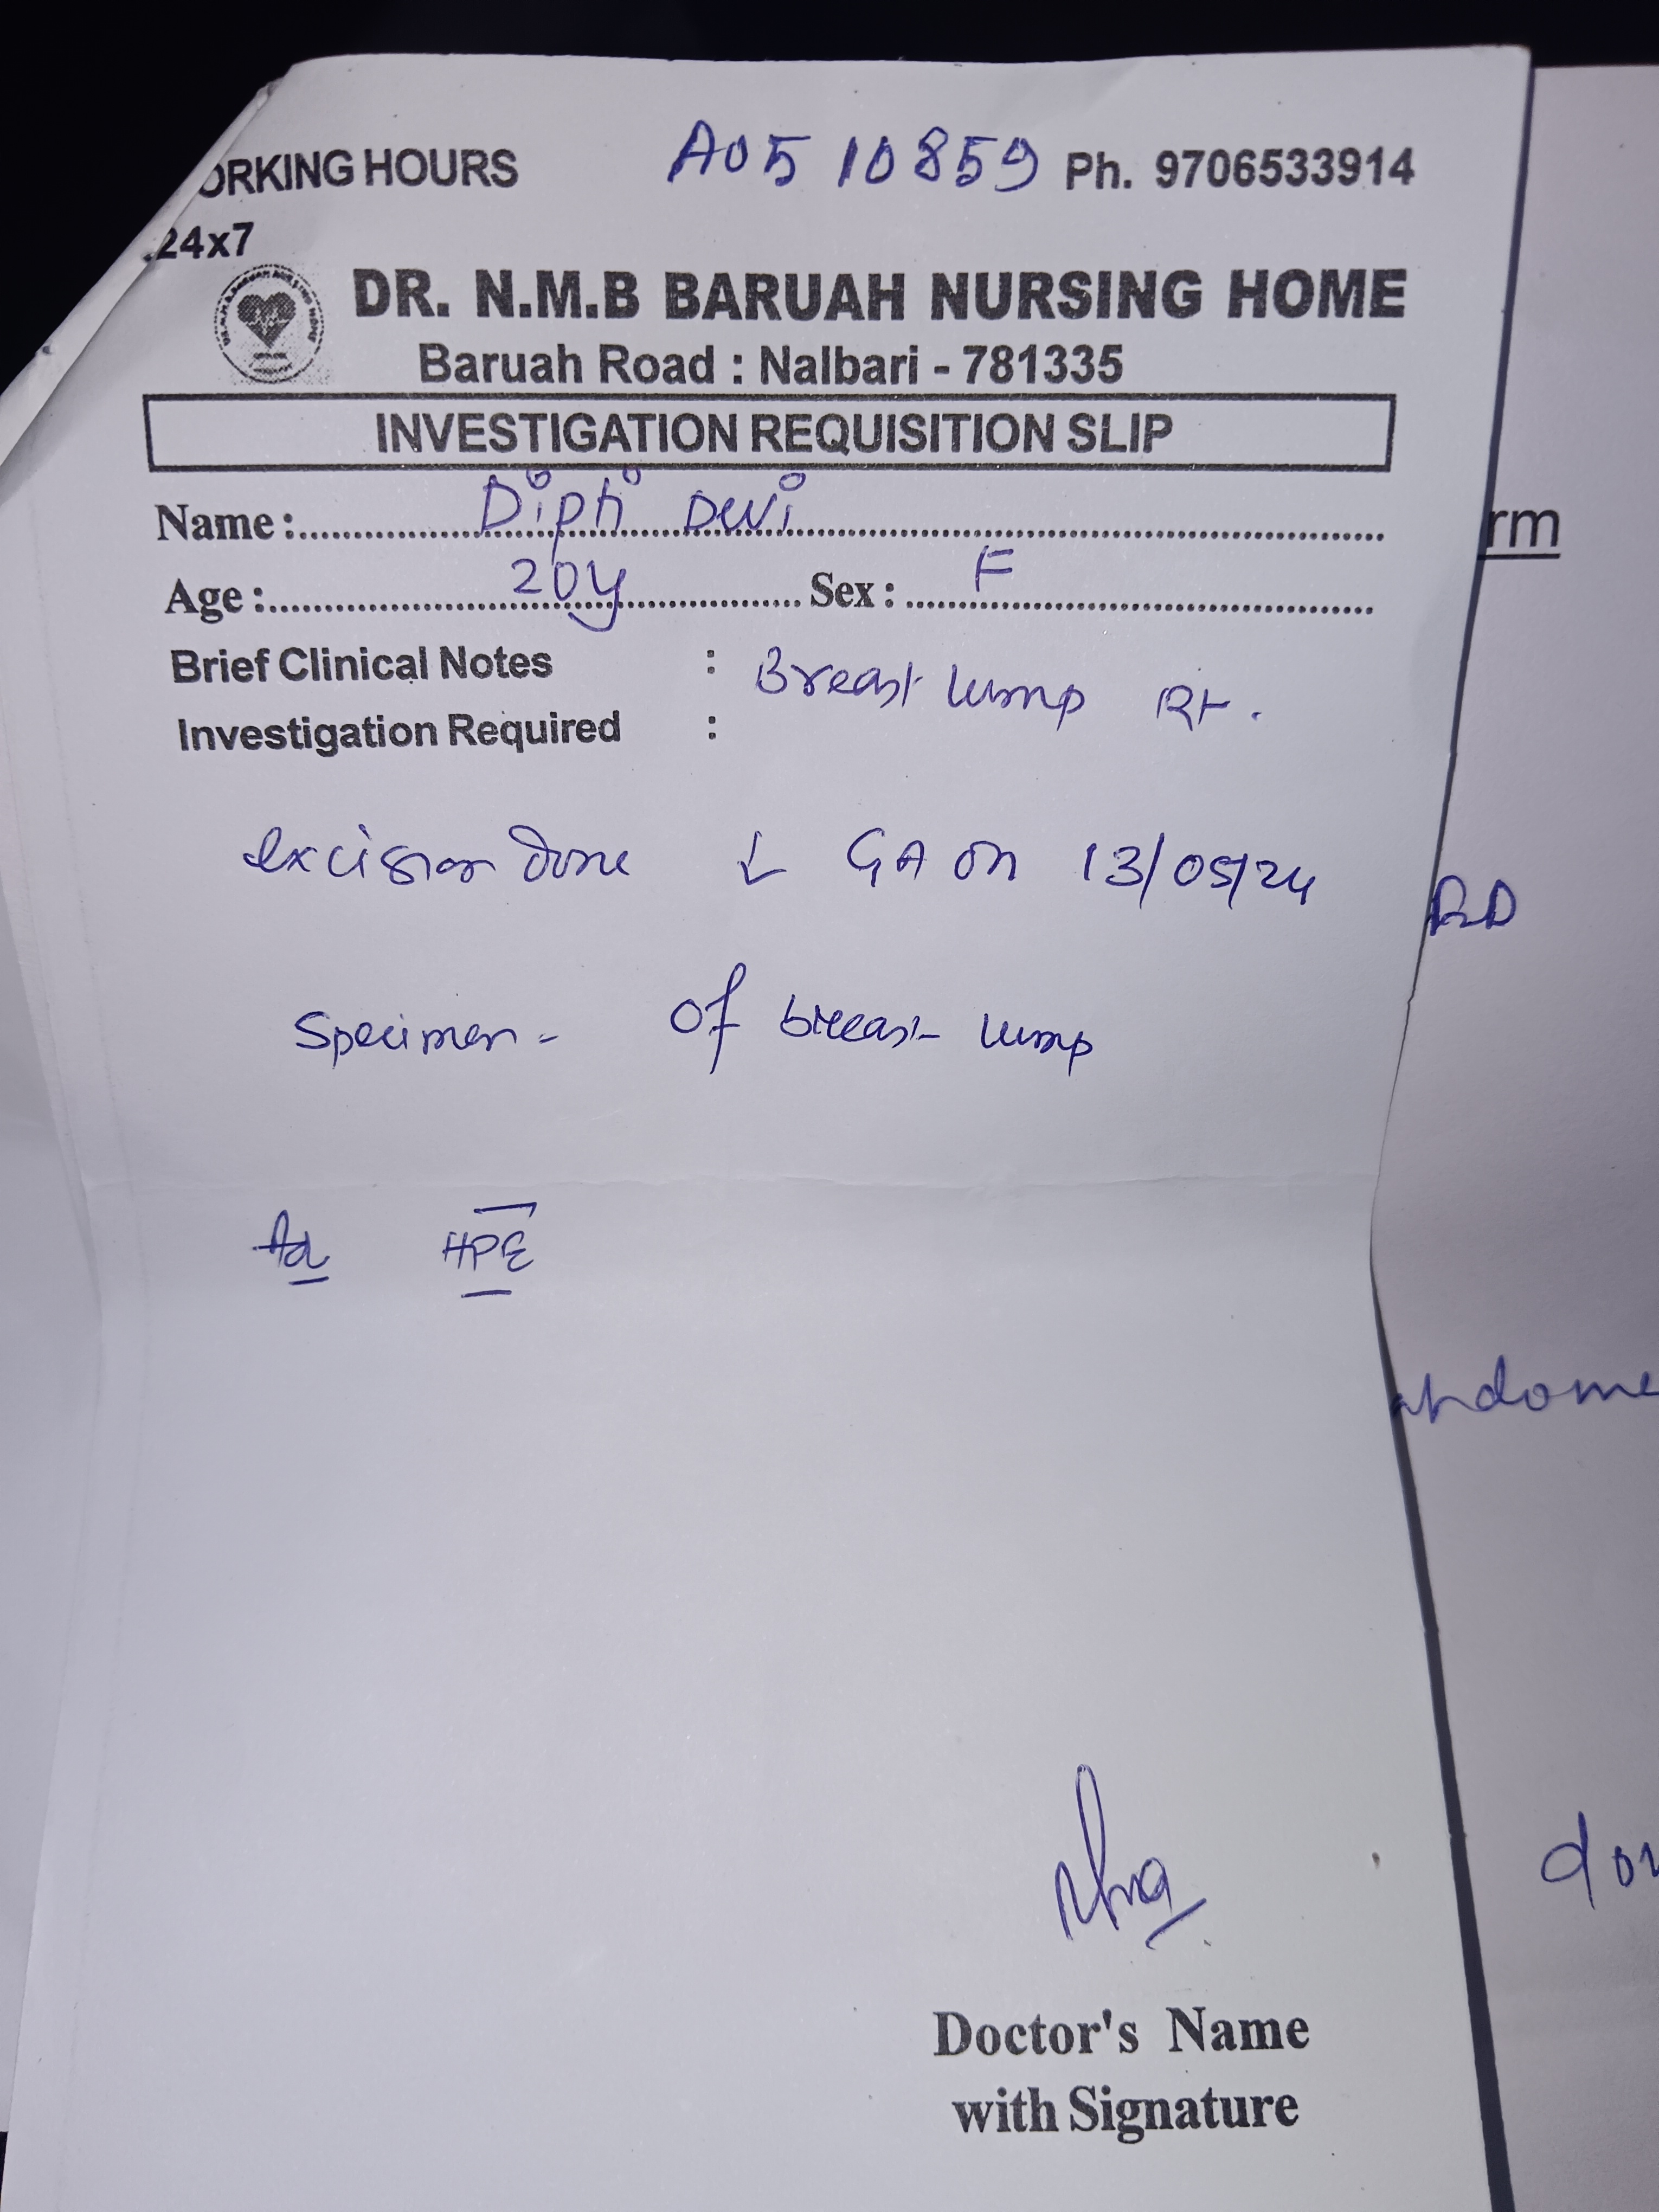 ORKING HOURS A05 10859 Ph. 9706533914
24x7
DR. N.M.B BARUAH NURSING HOME
Baruah Road : Nalbari - 781335
INVESTIGATION REQUISITION SLIP
Name : Dipti Devi
Age : 20y Sex : F
Brief Clinical Notes : Breast lump Rt.
Investigation Required :
excision done ↓ GA on 13/05/24
Specimen - of breast lump
Ad HPE
Doctor's Name
with Signature
rm